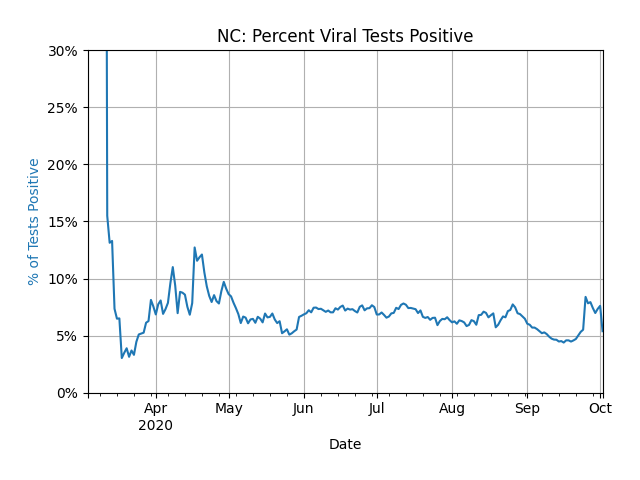 NC: Percent Viral Tests Positive
30%
25%
20%
15%
10%
5%
0%
% of Tests Positive
Apr May Jun Jul Aug Sep Oct
2020
Date